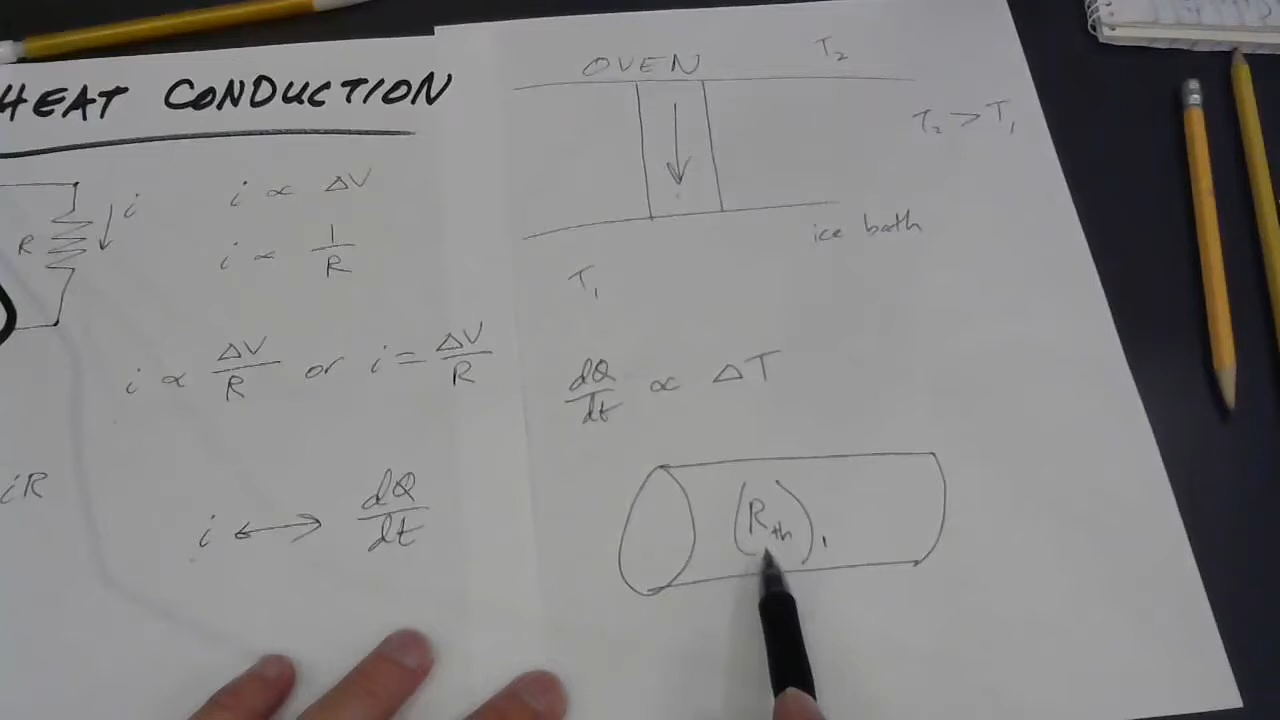 HEAT CONDUCTION
i ∝ ΔV
R
i
i ∝ 1/R
i ∝ ΔV/R or i = ΔV/R
iR
i ↔ dQ/dt
OVEN
T₂
T₂ > T₁
ice bath
T₁
dQ/dt ∝ ΔT
(R_th)₁